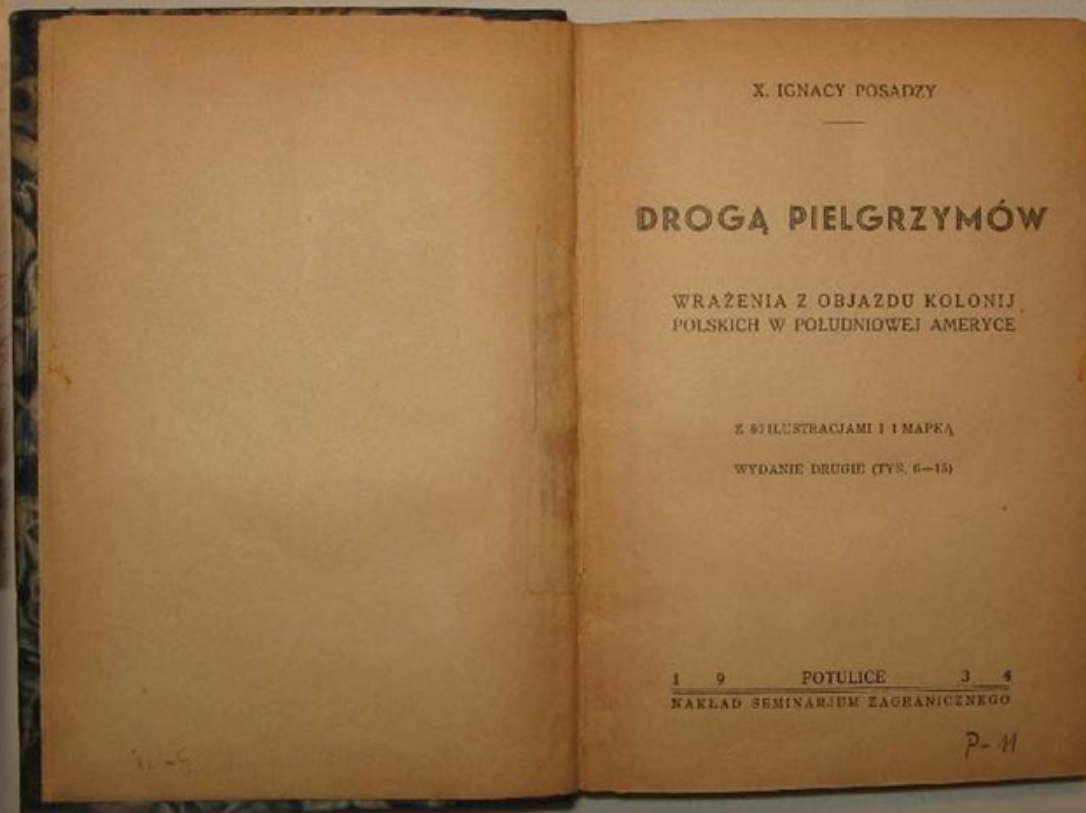 X. IGNACY POSADZY
DROGĄ PIELGRZYMÓW
WRAŻENIA Z OBJAZDU KOLONIJ
POLSKICH W POŁUDNIOWEJ AMERYCE
Z ILUSTRACJAMI I 1 MAPKĄ
WYDANIE DRUGIE (TYS. 6—15)
1 9 POTULICE 3 4
NAKŁAD SEMINARJUM ZAGRANICZNEGO
P-11